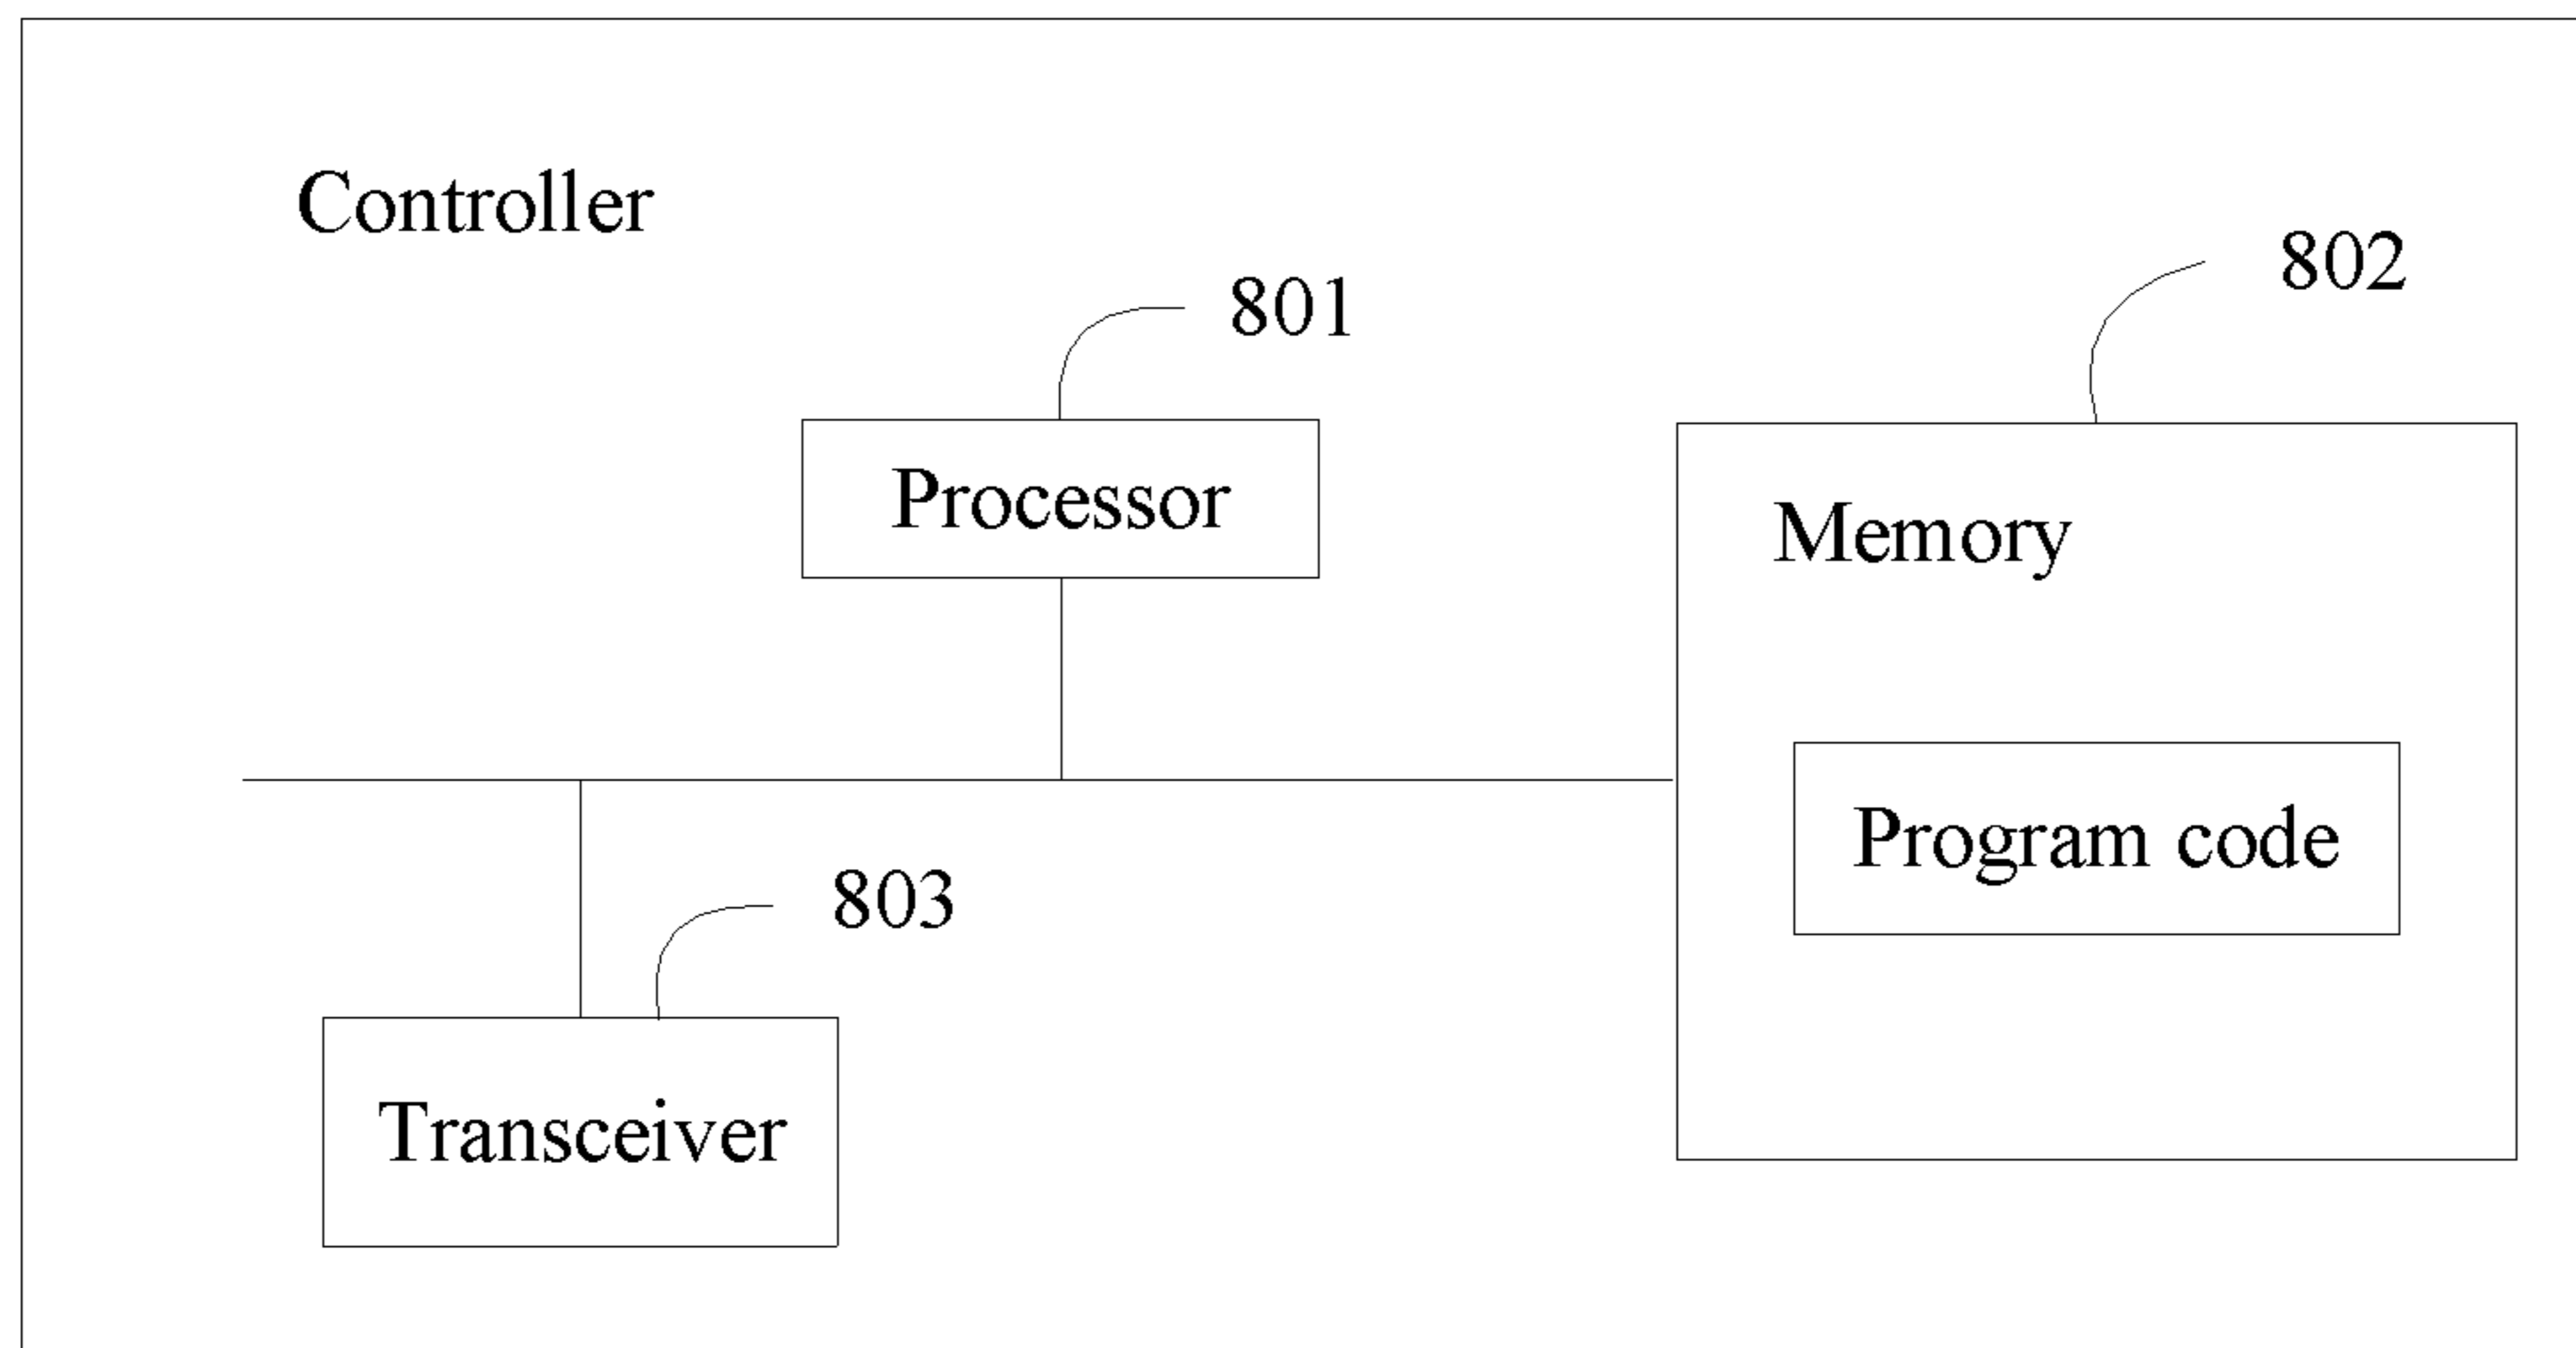 Controller
801
802
Processor
Memory
Program code
803
Transceiver